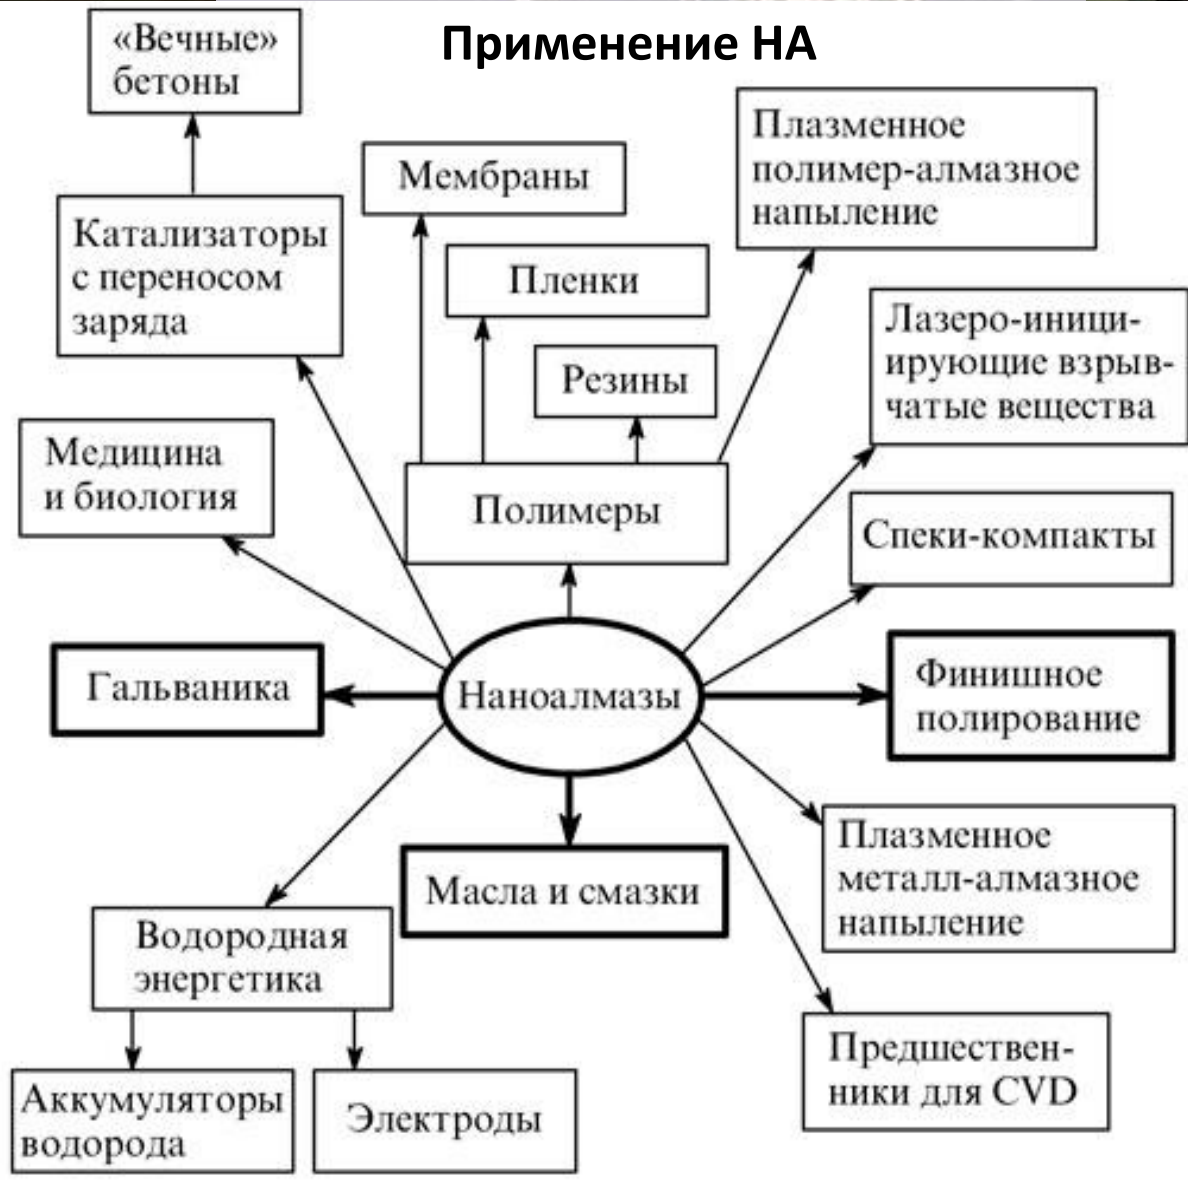 Применение НА
«Вечные»
бетоны
Мембраны
Плазменное
полимер-алмазное
напыление
Катализаторы
с переносом
заряда
Пленки
Лазеро-иници-
ирующие взрыв-
чатые вещества
Резины
Медицина
и биология
Полимеры
Спеки-компакты
Гальваника
Наноалмазы
Финишное
полирование
Масла и смазки
Плазменное
металл-алмазное
напыление
Водородная
энергетика
Предшествен-
ники для CVD
Аккумуляторы
водорода
Электроды